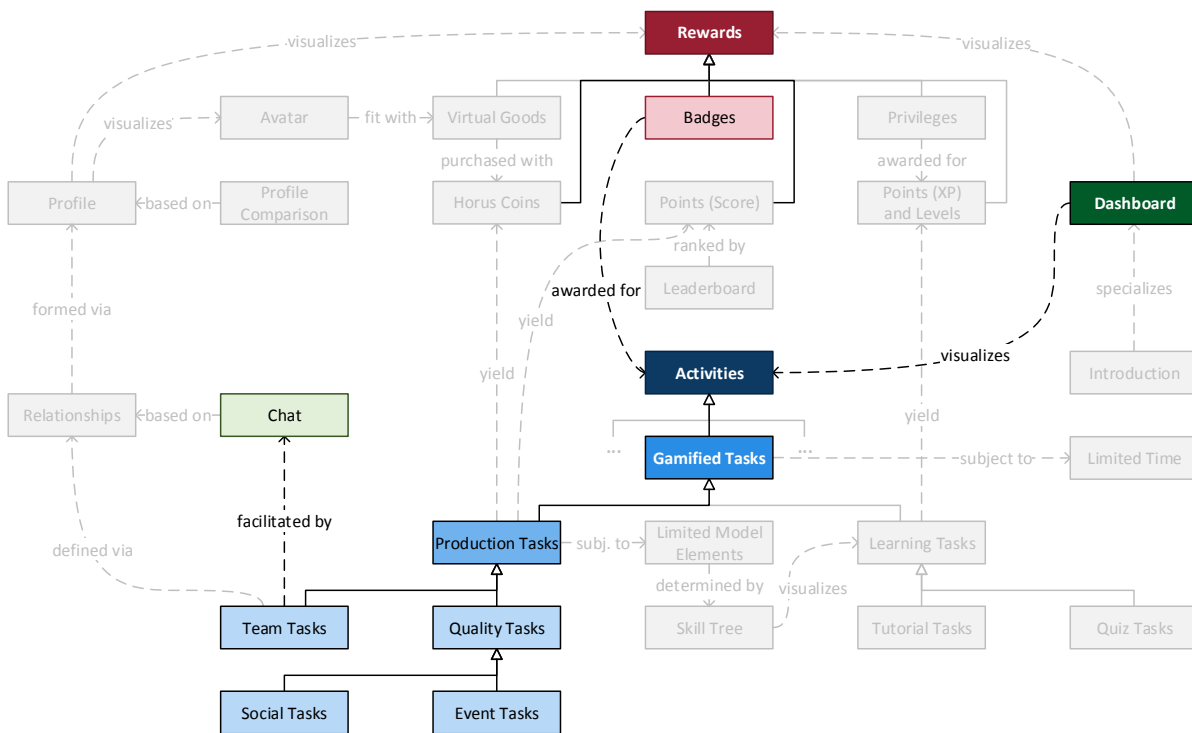 Rewards
visualizes
visualizes
Avatar
fit with
Virtual Goods
Badges
Privileges
visualizes
purchased with
awarded for
Profile
based on
Profile
Comparison
Horus Coins
Points (Score)
Points (XP)
and Levels
Dashboard
ranked by
Leaderboard
awarded for
formed via
specializes
yield
visualizes
Activities
yield
Introduction
Relationships
based on
Chat
yield
...
...
Gamified Tasks
subject to
Limited Time
facilitated by
defined via
Production Tasks
subj. to
Limited Model
Elements
Learning Tasks
determined by
visualizes
Team Tasks
Quality Tasks
Skill Tree
Tutorial Tasks
Quiz Tasks
Social Tasks
Event Tasks